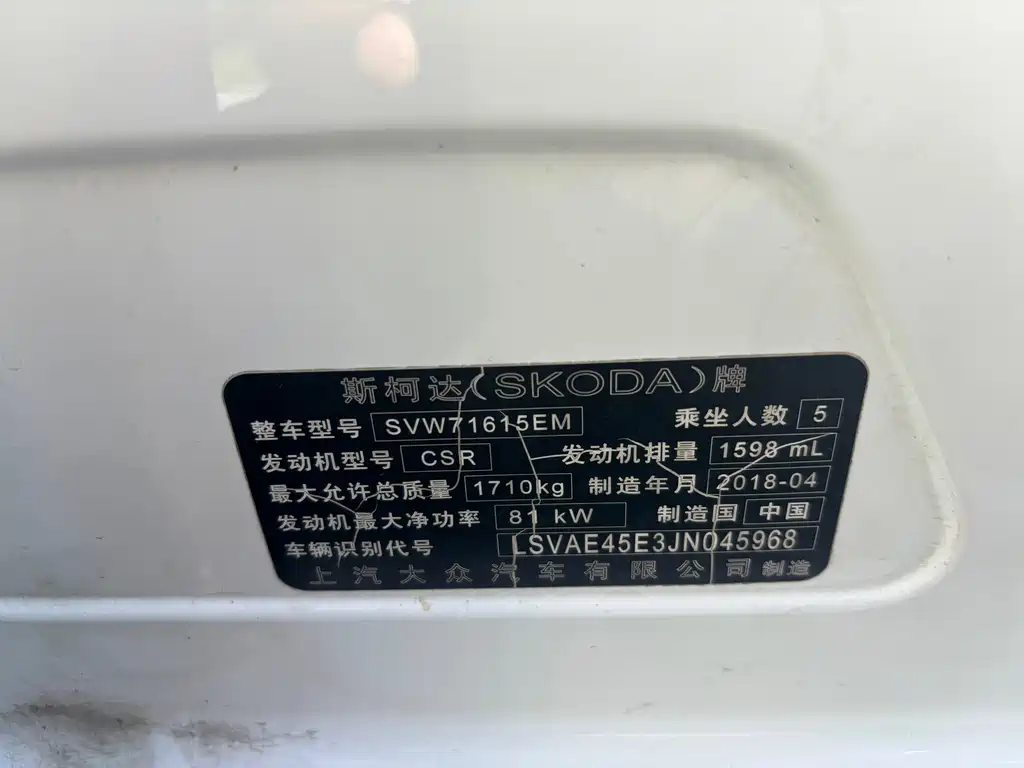 斯柯达(SKODA)牌
整车型号 SVW71615EM 乘坐人数 5
发动机型号 CSR 发动机排量 1598 mL
最大允许总质量 1710kg 制造年月 2018-04
发动机最大净功率 81 kW 制造国 中国
车辆识别代号 LSVAE45E3JN045968
上汽大众汽车有限公司 制造